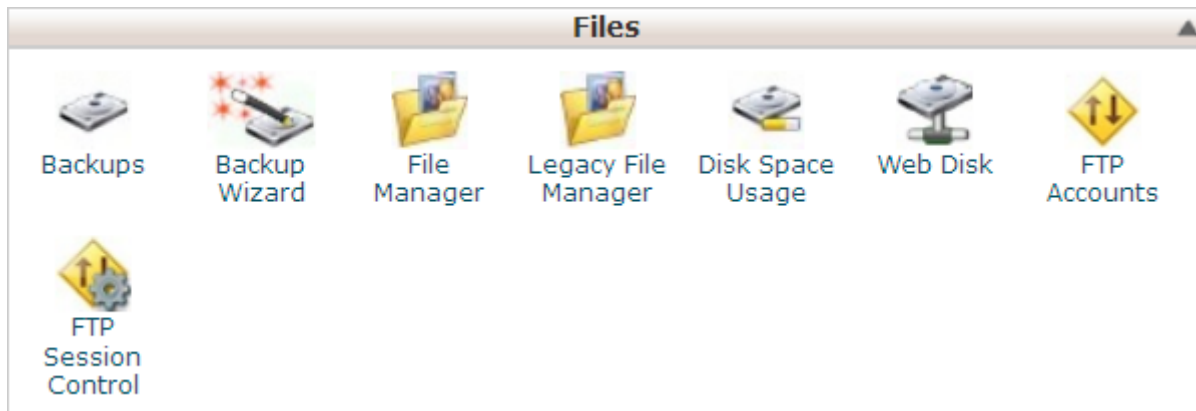 Files
Backups
Backup
Wizard
File
Manager
Legacy File
Manager
Disk Space
Usage
Web Disk
FTP
Accounts
FTP
Session
Control